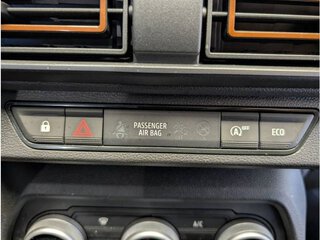 PASSENGER
AIR BAG
A OFF
ECO
A/C